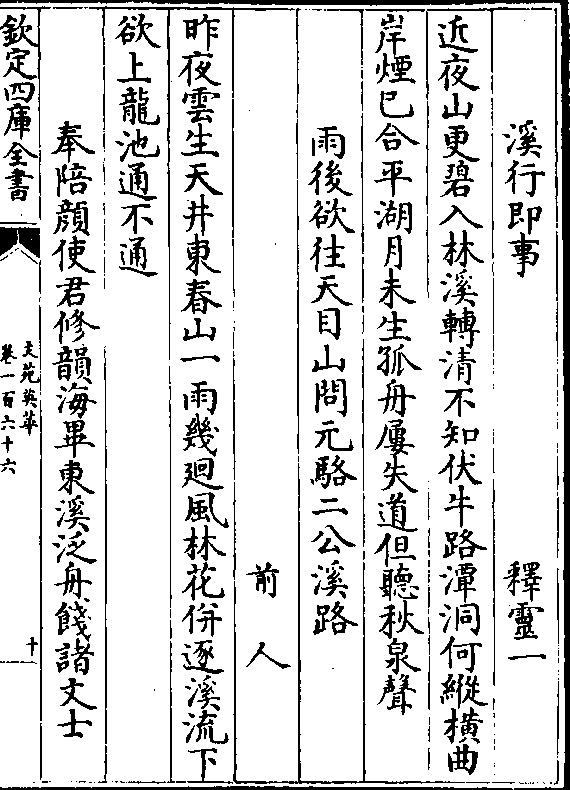 溪行即事　釋靈一
近夜山更碧入林溪轉清不知伏牛路潭洞何縱橫曲
岸煙已合平湖月未生孤舟屢失道但聽秋泉聲
雨後欲往天目山問元駱二公溪路
前人
昨夜雲生天井東春山一雨幾廻風林花併逐溪流下
欲上龍池通不通
奉陪顔使君修韻海畢東溪泛舟餞諸文士
欽定四庫全書
文苑英華
卷一百六十六
十